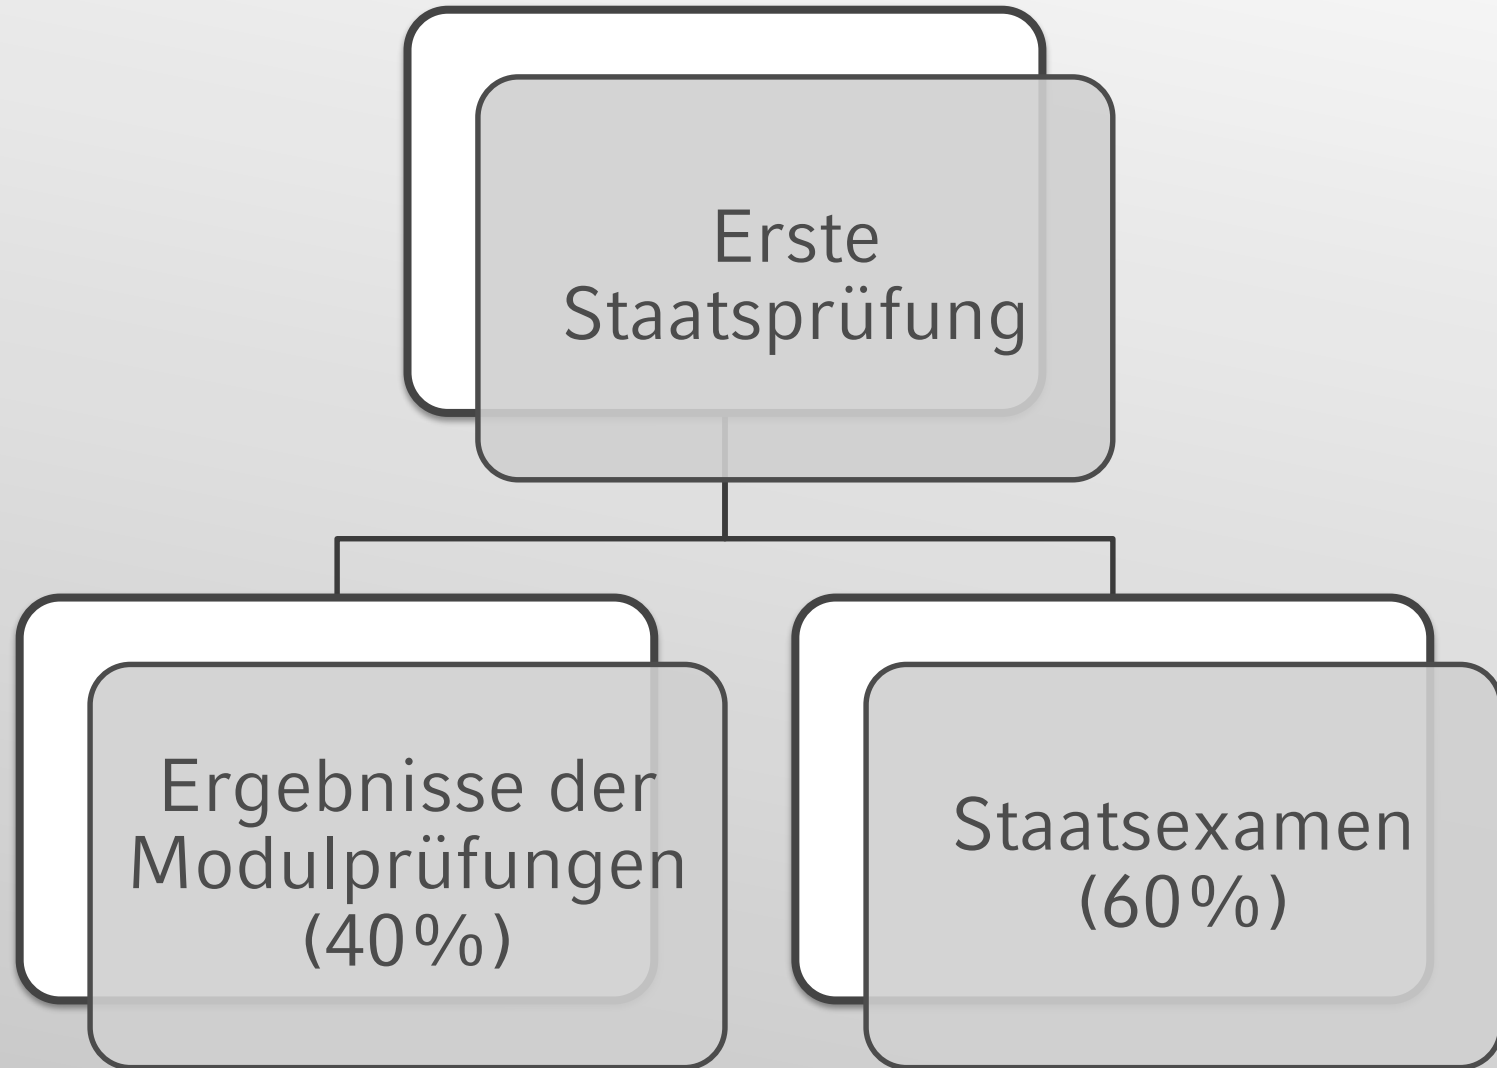 Erste
Staatsprüfung
Ergebnisse der
Modulprüfungen
(40%)
Staatsexamen
(60%)